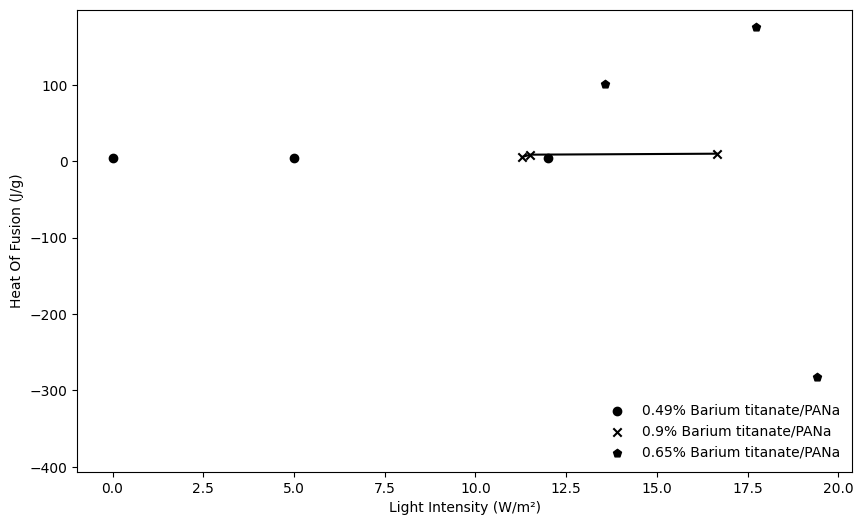 100
0
−100
−200
−300
−400
Heat Of Fusion (J/g)
0.49% Barium titanate/PANa
0.9% Barium titanate/PANa
0.65% Barium titanate/PANa
0.0 2.5 5.0 7.5 10.0 12.5 15.0 17.5 20.0
Light Intensity (W/m²)